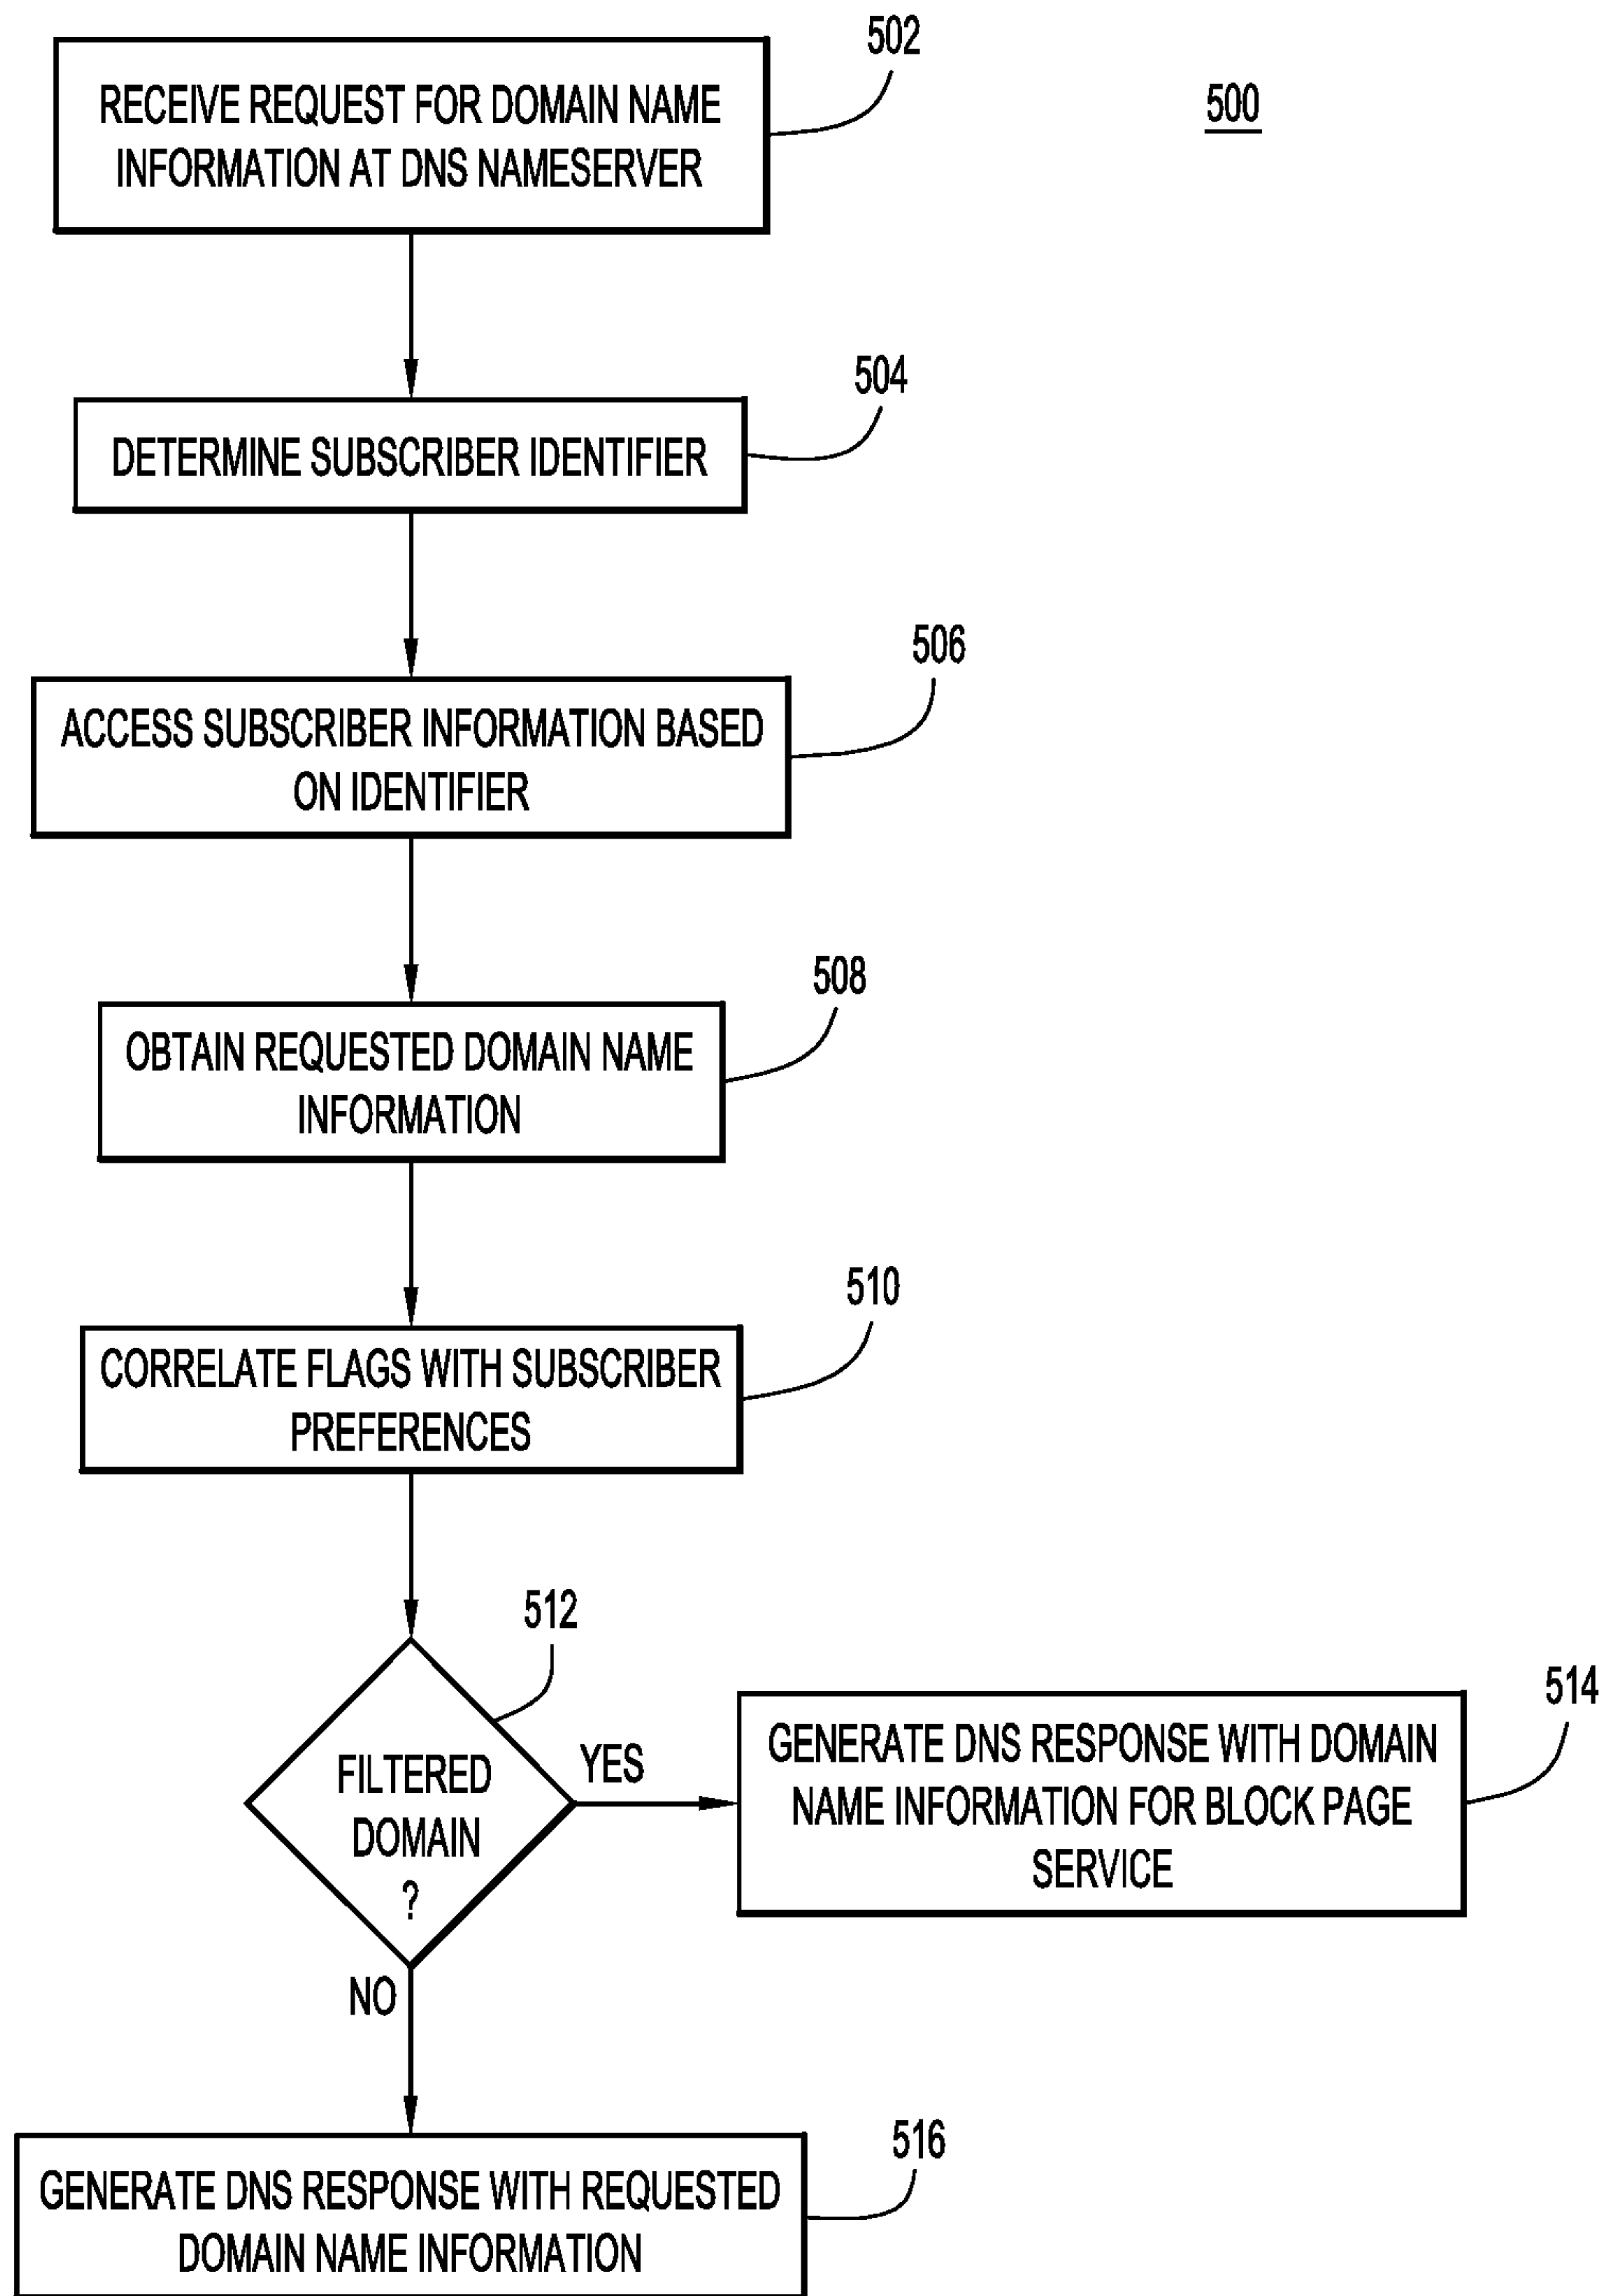 502
500
RECEIVE REQUEST FOR DOMAIN NAME
INFORMATION AT DNS NAMESERVER
504
DETERMINE SUBSCRIBER IDENTIFIER
506
ACCESS SUBSCRIBER INFORMATION BASED
ON IDENTIFIER
508
OBTAIN REQUESTED DOMAIN NAME
INFORMATION
510
CORRELATE FLAGS WITH SUBSCRIBER
PREFERENCES
512
FILTERED
DOMAIN
?
YES
514
GENERATE DNS RESPONSE WITH DOMAIN
NAME INFORMATION FOR BLOCK PAGE
SERVICE
NO
516
GENERATE DNS RESPONSE WITH REQUESTED
DOMAIN NAME INFORMATION